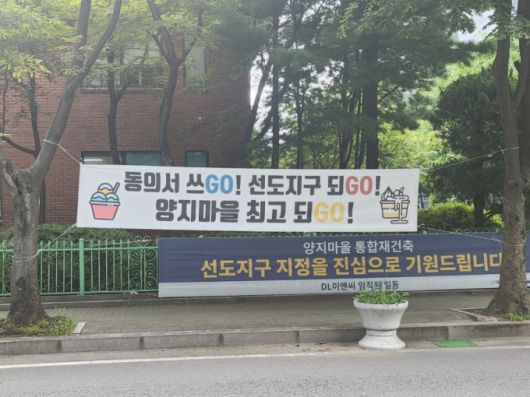 동의서 쓰GO! 선도지구 되GO!
양지마을 최고 되GO!
양지마을 통합재건축
선도지구 지정을 진심으로 기원드립니다
DL이앤씨 임직원 일동